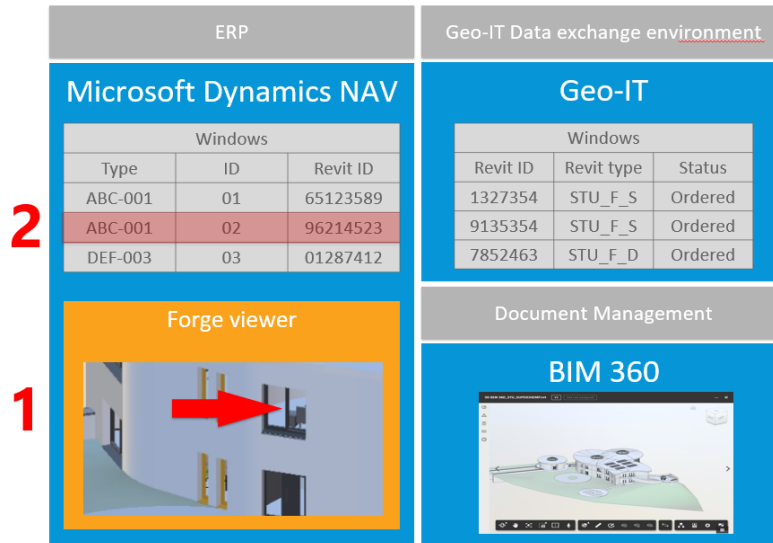 ERP
Microsoft Dynamics NAV
Windows
Type ID Revit ID
ABC-001 01 65123589
ABC-001 02 96214523
DEF-003 03 01287412
2
Forge viewer
1
Geo-IT Data exchange environment
Geo-IT
Windows
Revit ID Revit type Status
1327354 STU_F_S Ordered
9135354 STU_F_S Ordered
7852463 STU_F_D Ordered
Document Management
BIM 360